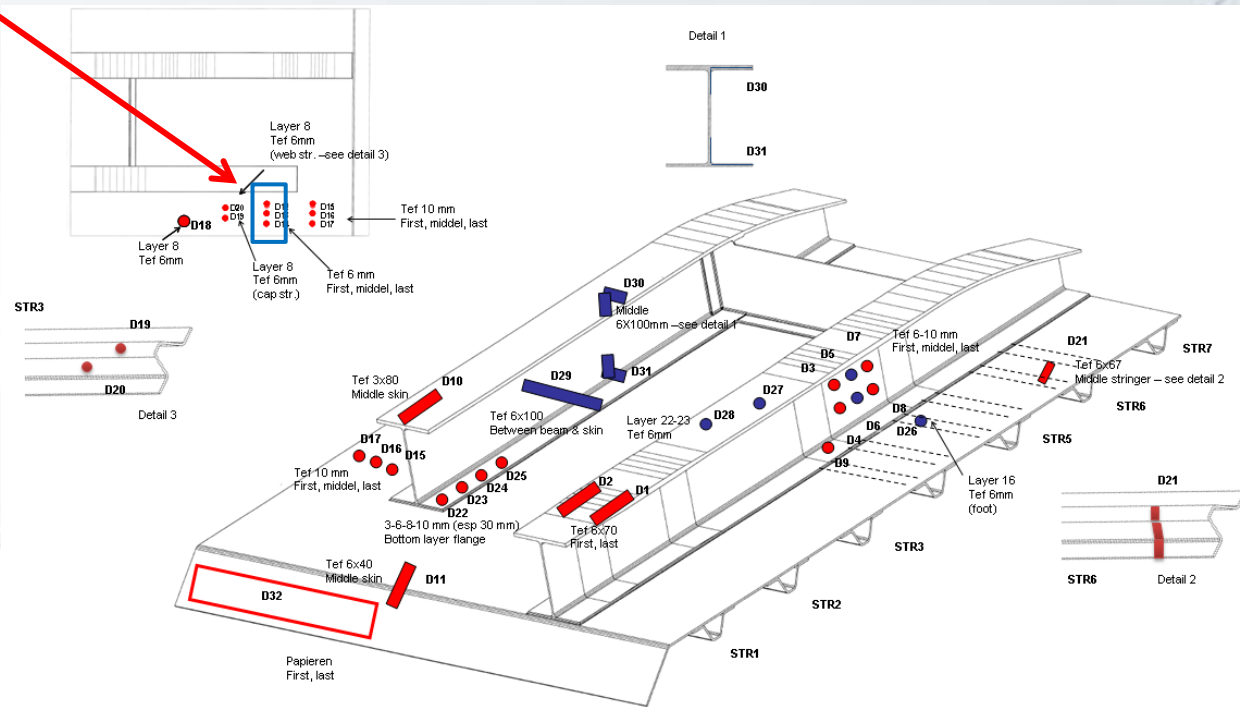 Detail 1
D30
D31
Layer 8
Tef 6mm
(web str. –see detail 3)
D20
D19
D15
D16
D17
Tef 10 mm
First, middel, last
D18
Layer 8
Tef 6mm
Layer 8
Tef 6mm
(cap str.)
Tef 6 mm
First, middel, last
STR3
D19
D20
Detail 3
D30
Middle
6X100mm –see detail 1
D31
D29
Tef 6x100
Between beam & skin
Tef 3x80
Middle skin
D10
D17
D16
D15
Tef 10 mm
First, middel, last
D25
D24
D23
D22
3-6-8-10 mm (esp 30 mm)
Bottom layer flange
D27
D28
Layer 22-23
Tef 6mm
D7
D5
D3
Tef 6-10 mm
First, middel, last
D8
D6
D26
D4
D9
Layer 16
Tef 6mm
(foot)
D21
Tef 6x67
Middle stringer – see detail 2
D2
D1
Tef 6x70
First, last
Tef 6x40
Middle skin
D11
D32
Papieren
First, last
STR7
STR6
STR5
STR3
STR2
STR1
D21
STR6
Detail 2